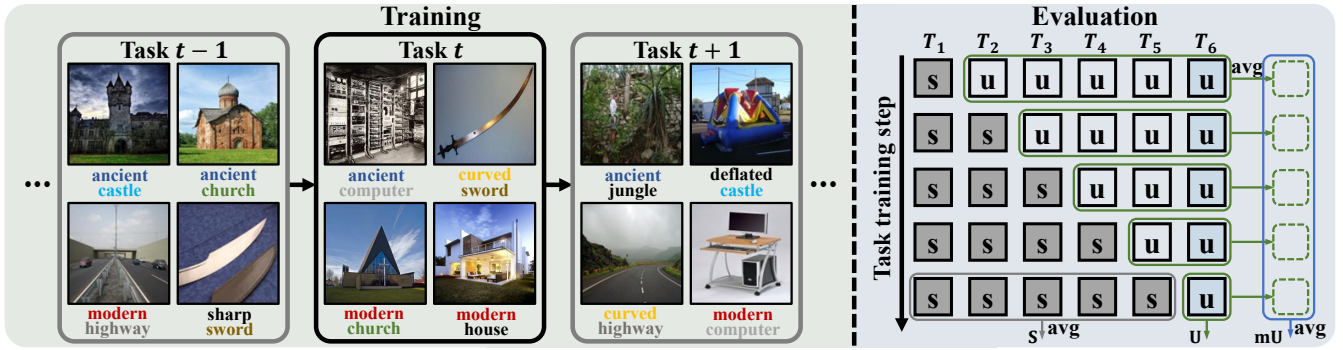 Training
Task t − 1
ancient
castle
ancient
church
modern
highway
sharp
sword
Task t
ancient
computer
curved
sword
modern
church
modern
house
Task t + 1
ancient
jungle
deflated
castle
curved
highway
modern
computer
...
...
Evaluation
Task training step
T₁ T₂ T₃ T₄ T₅ T₆
s u u u u u avg
s s u u u u
s s s u u u
s s s s u u
s s s s s u
S avg U mU avg